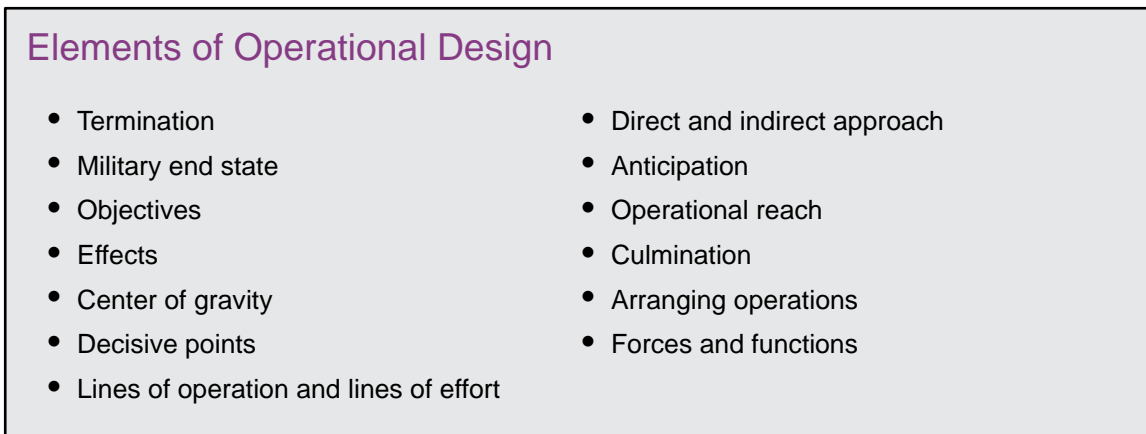 Elements of Operational Design
• Termination
• Military end state
• Objectives
• Effects
• Center of gravity
• Decisive points
• Lines of operation and lines of effort
• Direct and indirect approach
• Anticipation
• Operational reach
• Culmination
• Arranging operations
• Forces and functions